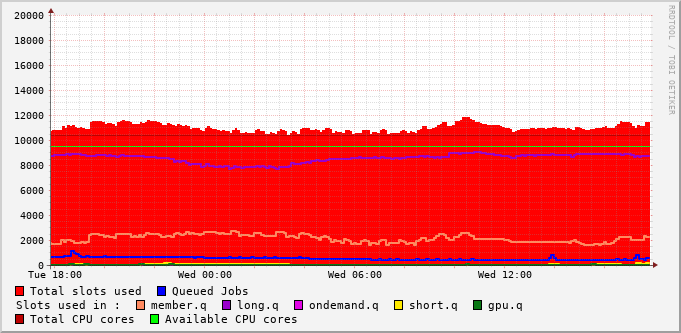 RRDTOOL / TOBI OETIKER
20000
18000
16000
14000
12000
10000
8000
6000
4000
2000
0
Tue 18:00 Wed 00:00 Wed 06:00 Wed 12:00
Total slots used Queued Jobs
Slots used in : member.q long.q ondemand.q short.q gpu.q
Total CPU cores Available CPU cores